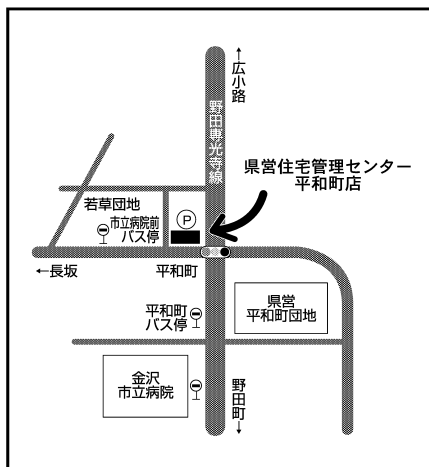 ↑広小路
野田専光寺線
県営住宅管理センター
平和町店
若草団地
P
市立病院前
バス停
←長坂
平和町
平和町
バス停
県営
平和町団地
金沢
市立病院
野田町→